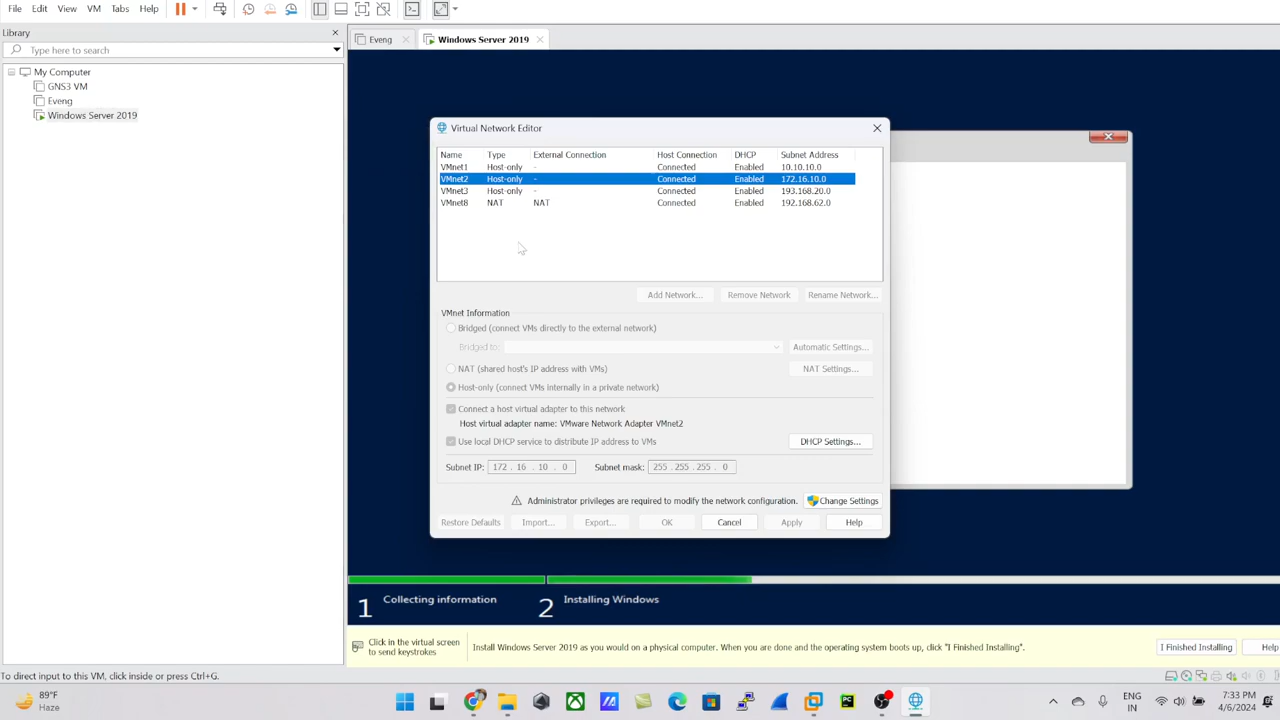 File Edit View VM Tabs Help
Library
Type here to search
My Computer
GNS3 VM
Eveng
Windows Server 2019
Eveng
Windows Server 2019
Virtual Network Editor
Name Type External Connection Host Connection DHCP Subnet Address
VMnet1 Host-only - Connected Enabled 10.10.10.0
VMnet2 Host-only - Connected Enabled 172.16.10.0
VMnet3 Host-only - Connected Enabled 193.168.20.0
VMnet8 NAT NAT Connected Enabled 192.168.62.0
Add Network... Remove Network Rename Network...
VMnet Information
Bridged (connect VMs directly to the external network)
Bridged to: Automatic Settings...
NAT (shared host's IP address with VMs) NAT Settings...
Host-only (connect VMs internally in a private network)
Connect a host virtual adapter to this network
Host virtual adapter name: VMware Network Adapter VMnet2
Use local DHCP service to distribute IP address to VMs DHCP Settings...
Subnet IP: 172 . 16 . 10 . 0 Subnet mask: 255 .255 .255 . 0
Administrator privileges are required to modify the network configuration. Change Settings
Restore Defaults Import... Export... OK Cancel Apply Help
1 Collecting information 2 Installing Windows
Click in the virtual screen
to send keystrokes
Install Windows Server 2019 as you would on a physical computer. When you are done and the operating system boots up, click "I Finished Installing".
I Finished Installing Help
To direct input to this VM, click inside or press Ctrl+G.
89°F
Haze
ENG
IN
7:33 PM
4/6/2024